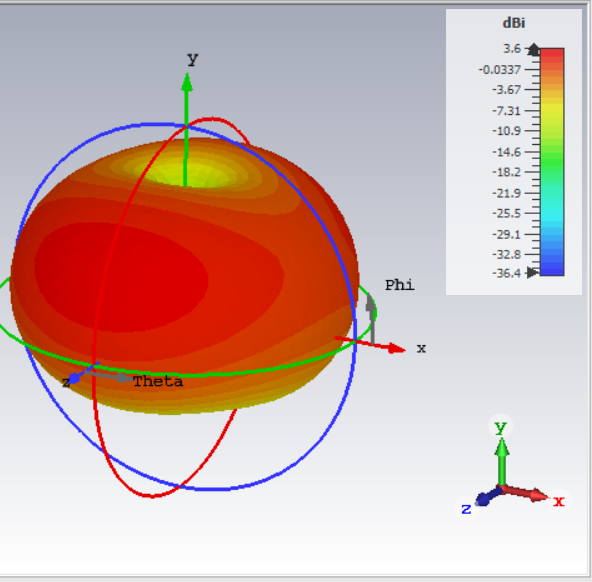 dBi
3.6
-0.0337
-3.67
-7.31
-10.9
-14.6
-18.2
-21.9
-25.5
-29.1
-32.8
-36.4
y
Phi
x
z
Theta
y
z
x